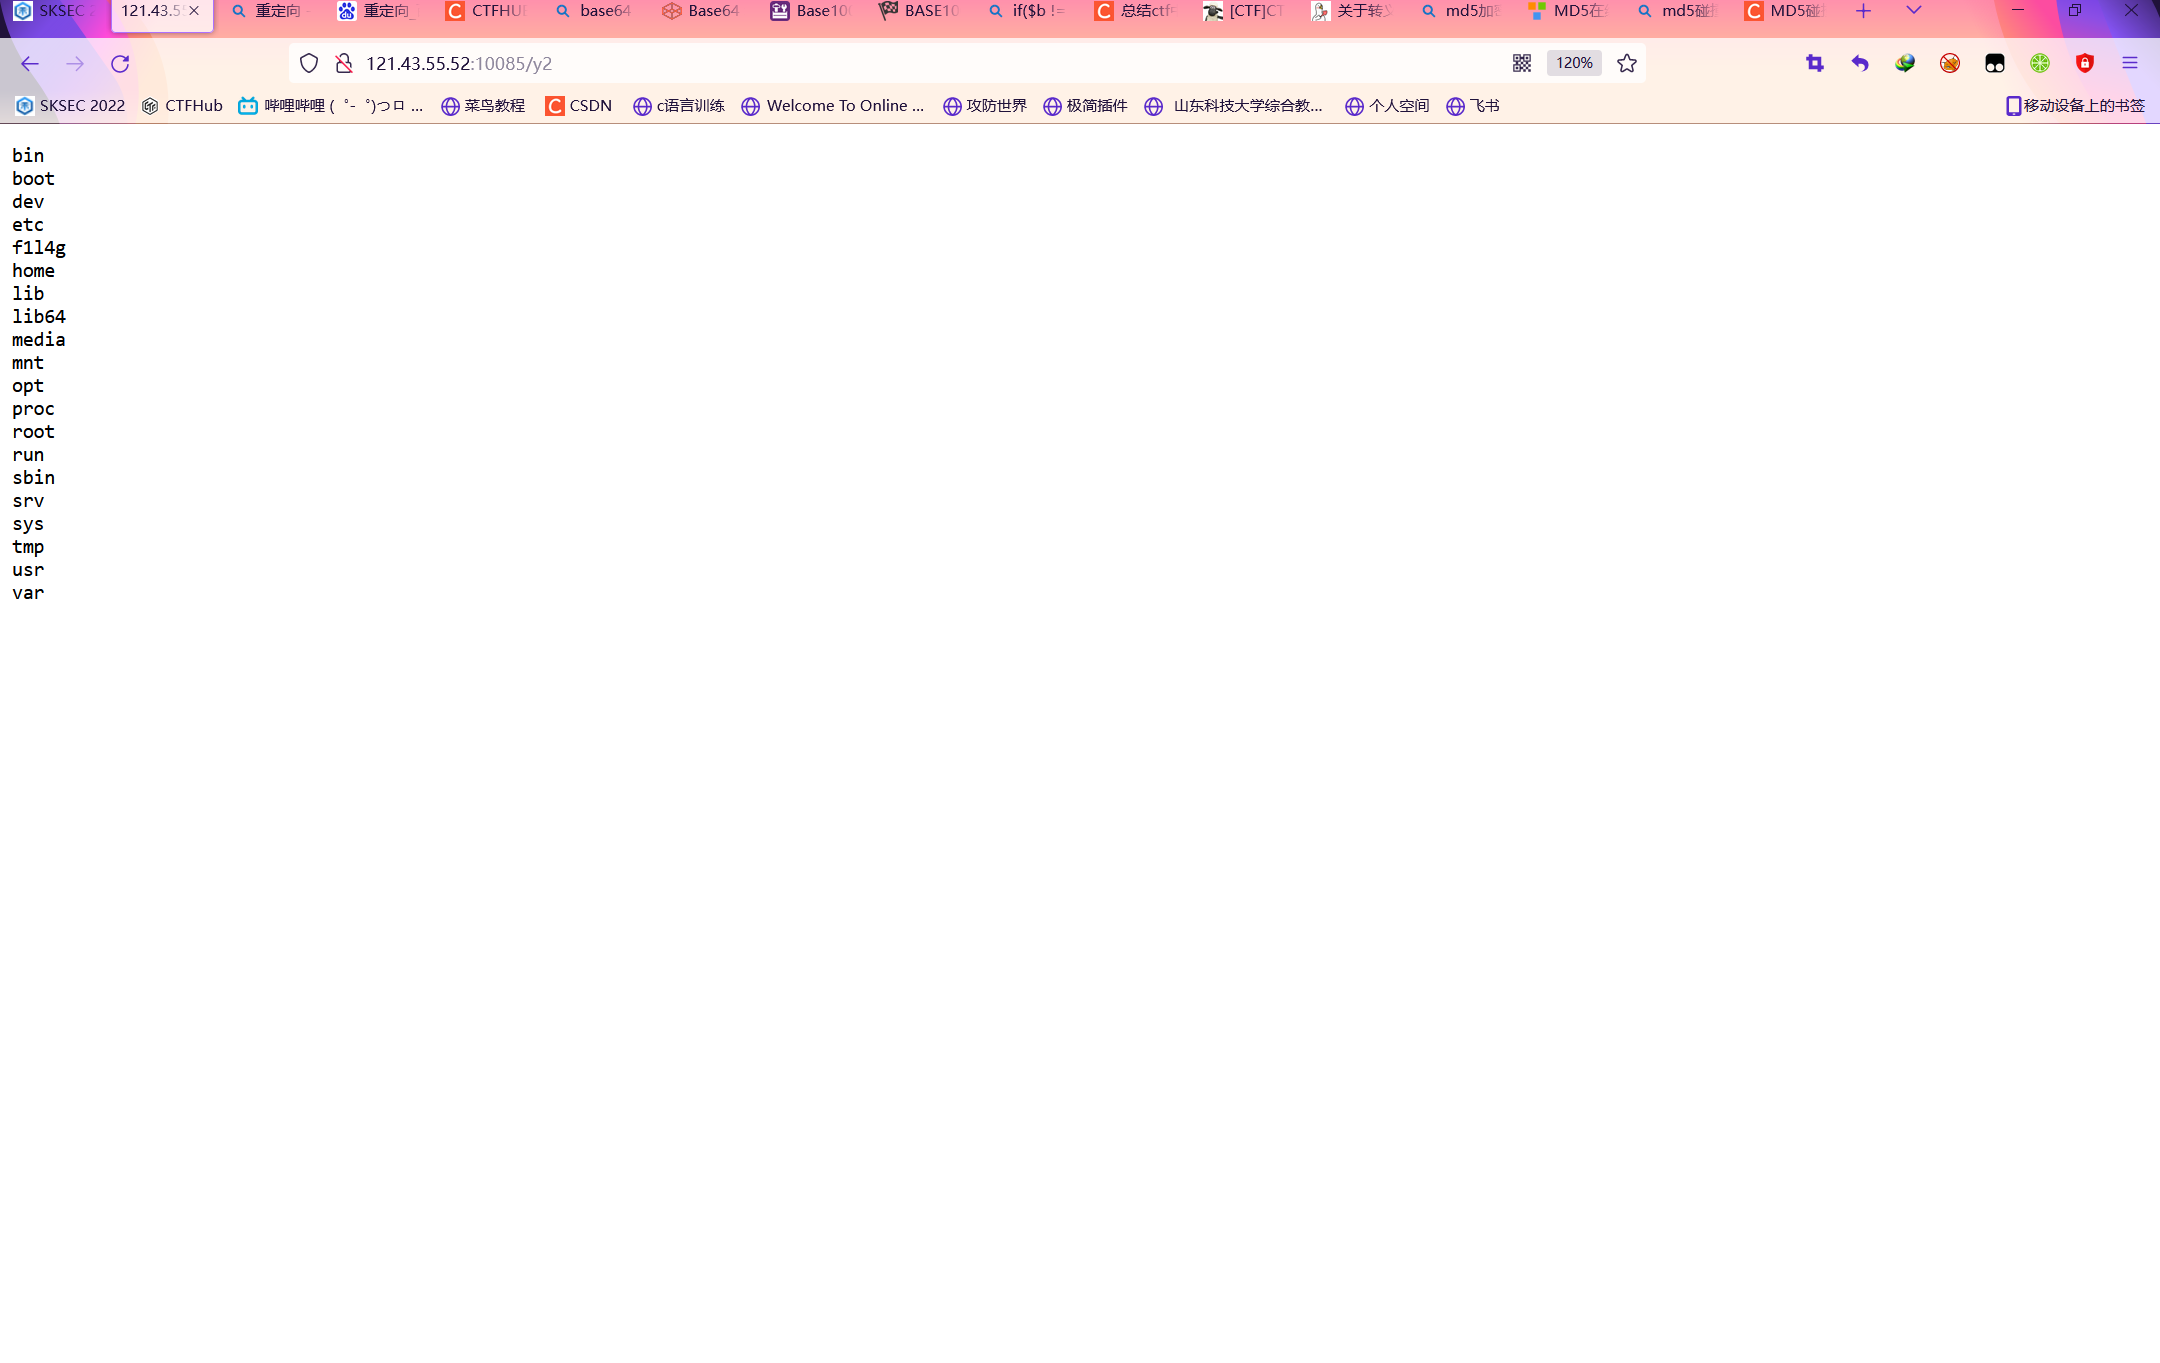 SKSEC 2
121.43.5
重定向 -
重定向_
CTFHU
base64
Base64
Base10
BASE10
if($b !=
总结ctf
[CTF]CT
关于转义
md5加密
MD5在线
md5碰撞
MD5碰撞
121.43.55.52:10085/y2
120%
SKSEC 2022
CTFHub
哔哩哔哩 (゜-゜)つロ ...
菜鸟教程
CSDN
c语言训练
Welcome To Online ...
攻防世界
极简插件
山东科技大学综合教...
个人空间
飞书
移动设备上的书签
bin
boot
dev
etc
f1l4g
home
lib
lib64
media
mnt
opt
proc
root
run
sbin
srv
sys
tmp
usr
var